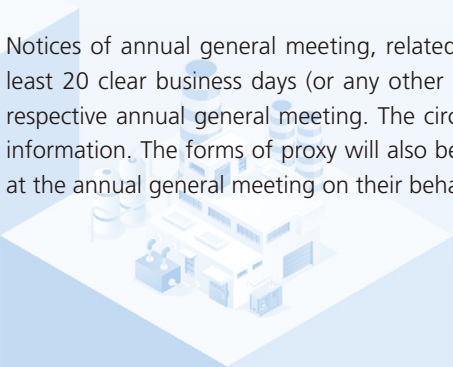 Notices of annual general meeting, related
least 20 clear business days (or any other
respective annual general meeting. The circ
information. The forms of proxy will also be
at the annual general meeting on their beha